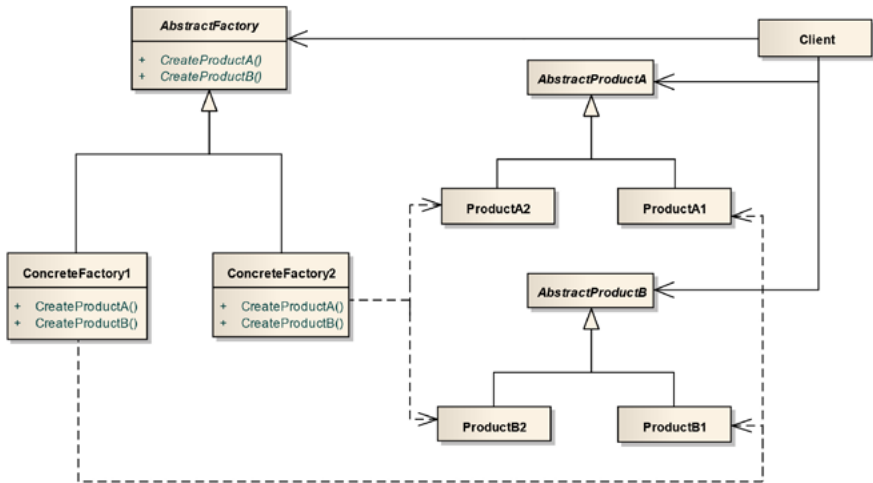 AbstractFactory
+ CreateProductA()
+ CreateProductB()
Client
AbstractProductA
ProductA2
ProductA1
ConcreteFactory1
+ CreateProductA()
+ CreateProductB()
ConcreteFactory2
+ CreateProductA()
+ CreateProductB()
AbstractProductB
ProductB2
ProductB1